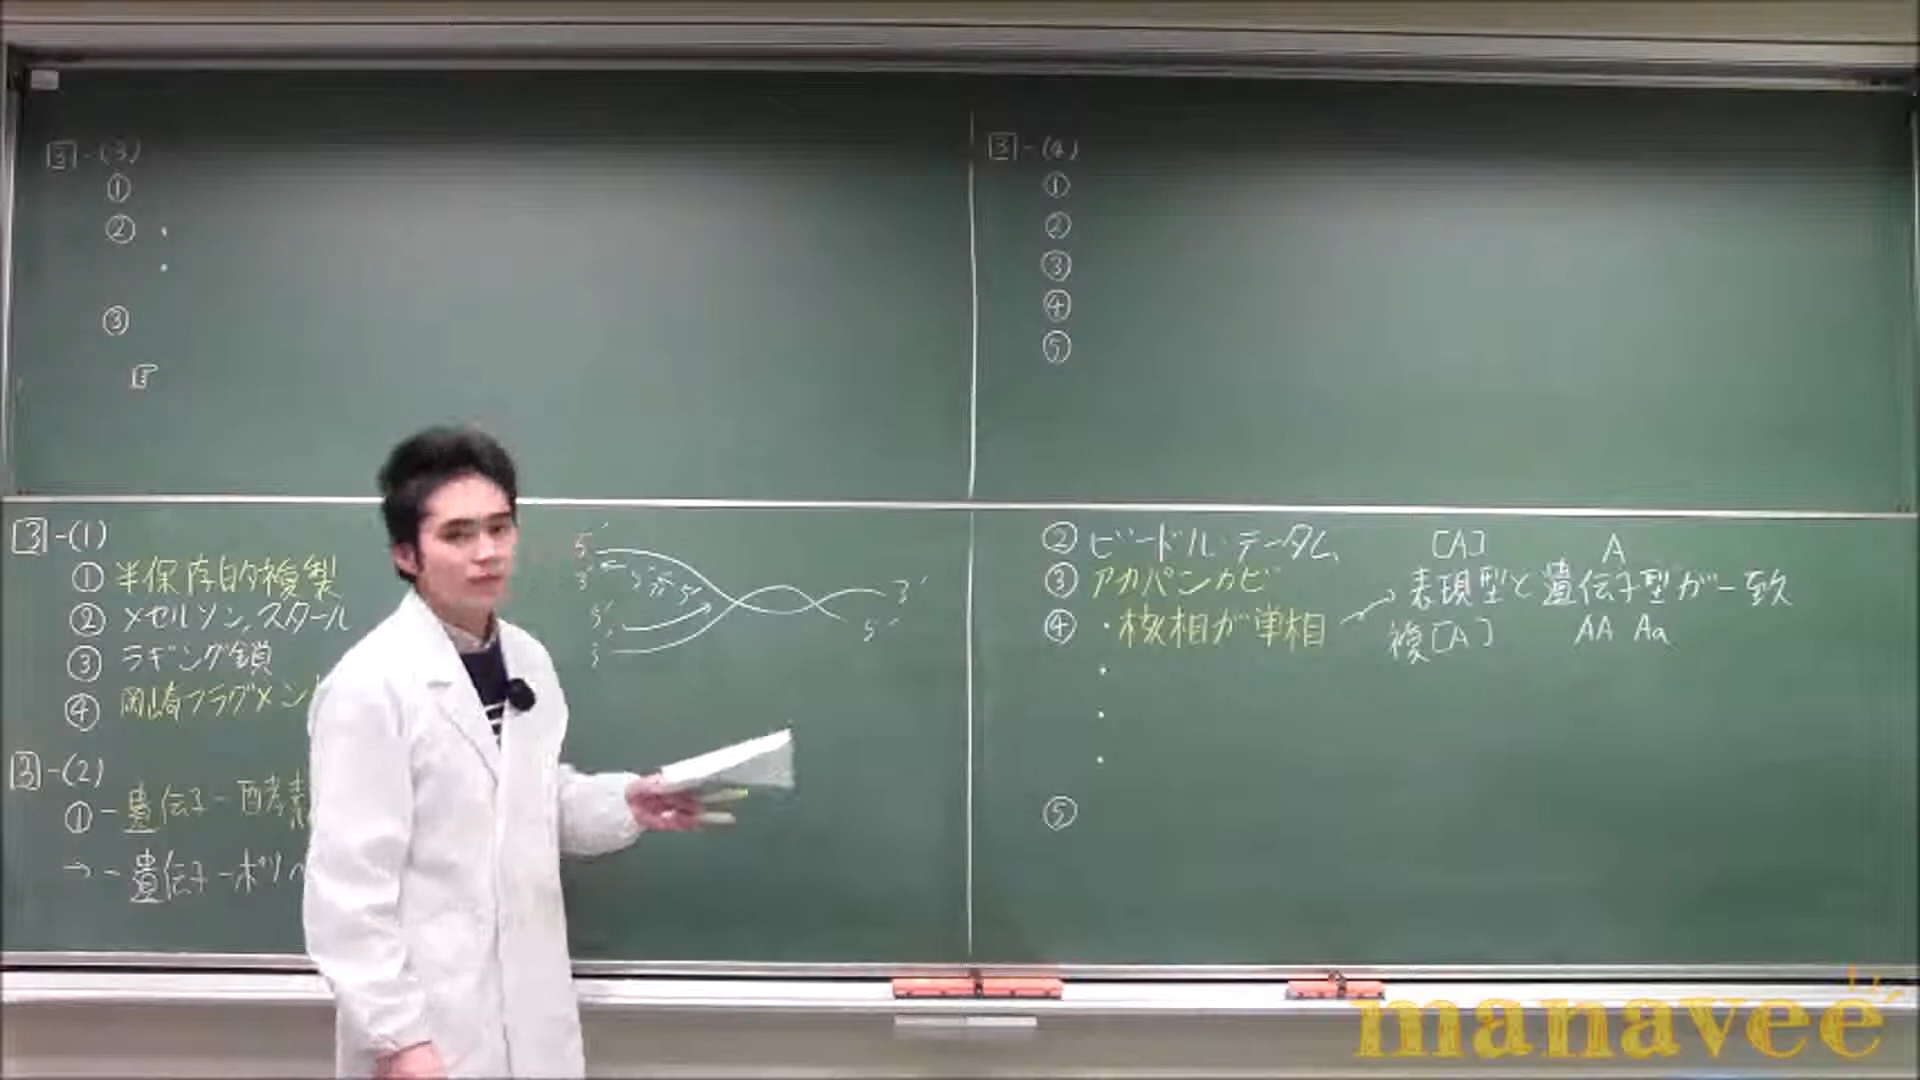 3-(3)
①
②・
・
③
3-(4)
①
②
③
④
⑤
3-(1)
① 半保存的複製
② メセルソン,スタール
③ ラギング鎖
④ 岡崎フラグメン
5'
3'
5'
5'
3'
5'
3-(2)
① 一遺伝子一酵素
→ 一遺伝子一ポリペ
② ビードル・テータム
③ アカパンカビ
④ ・核相が単相
[A] A
表現型と遺伝子型が一致
複[A] AA Aa
・
・
・
⑤
manavee